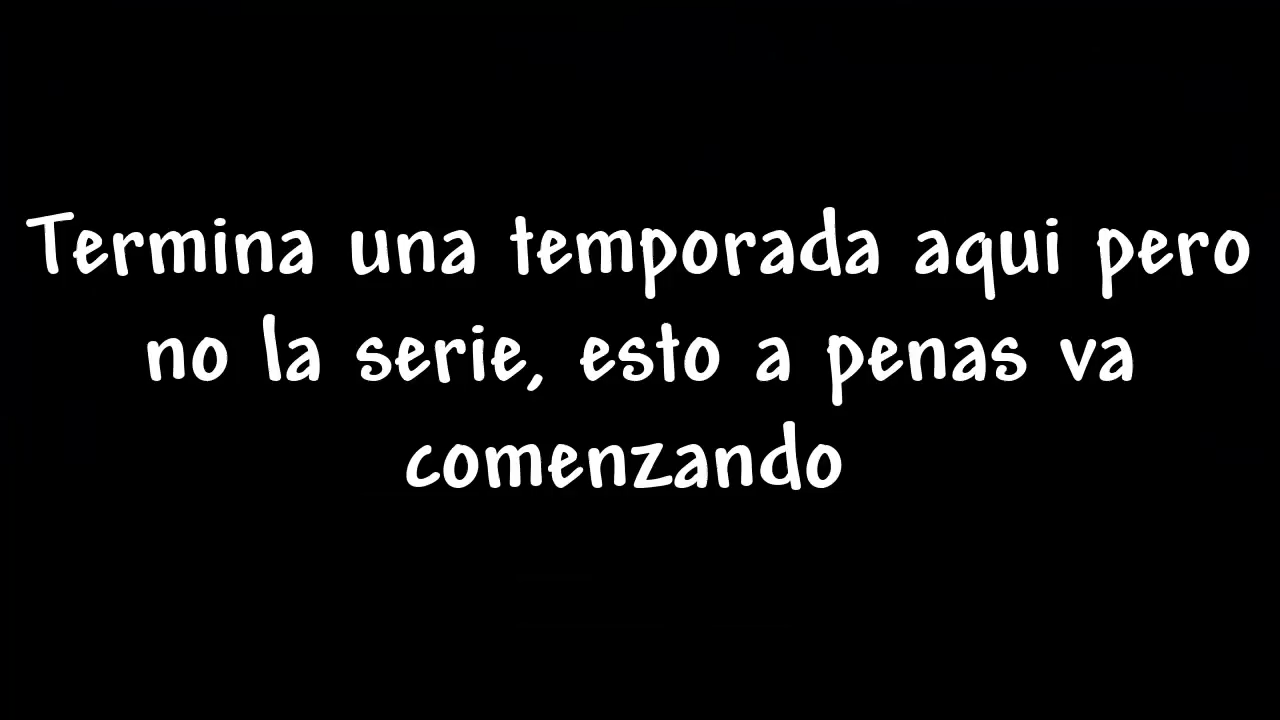 Termina una temporada aqui pero
no la serie, esto a penas va
comenzando